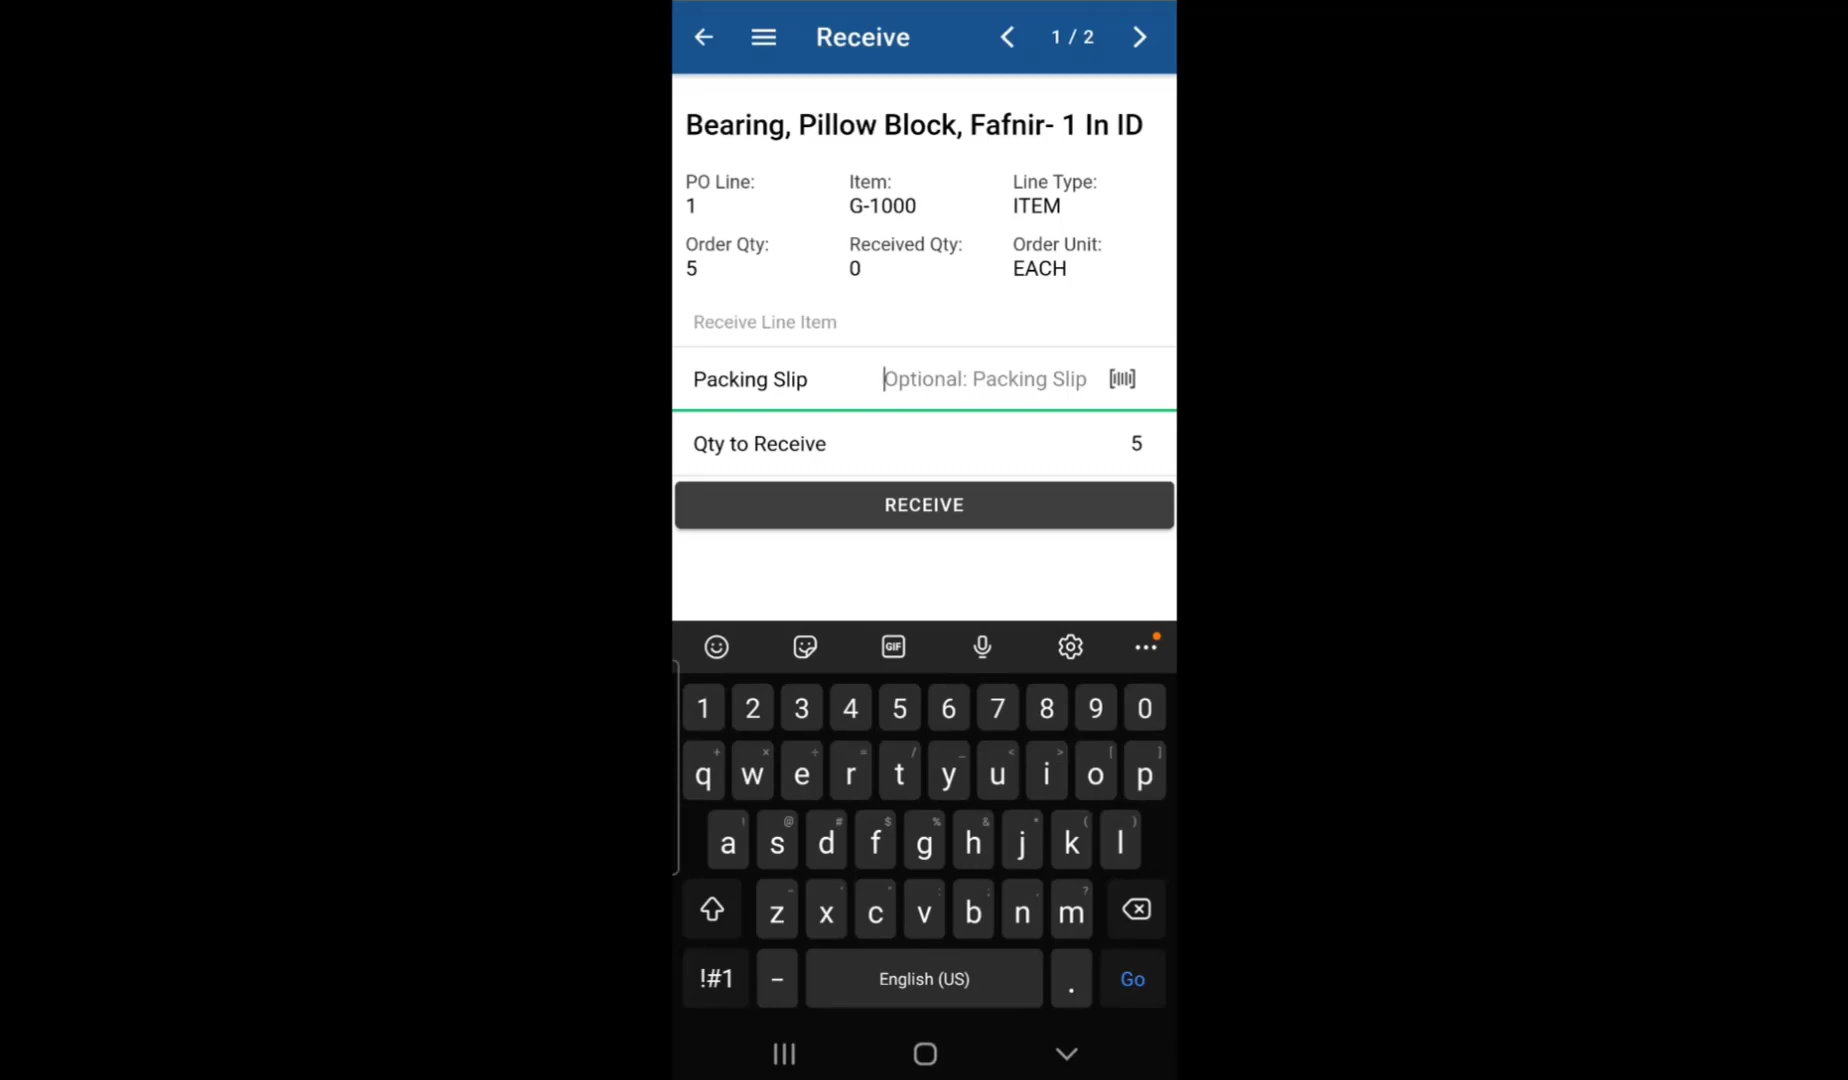 Receive
1 / 2
Bearing, Pillow Block, Fafnir- 1 In ID
PO Line: Item: Line Type:
1 G-1000 ITEM
Order Qty: Received Qty: Order Unit:
5 0 EACH
Receive Line Item
Packing Slip Optional: Packing Slip
Qty to Receive 5
RECEIVE
GIF
1 2 3 4 5 6 7 8 9 0
+ × ÷ = / _ < > [ ]
q w e r t y u i o p
! @ # $ % & * ( )
a s d f g h j k l
- ' " : ; , ?
z x c v b n m
!#1 - English (US) . Go